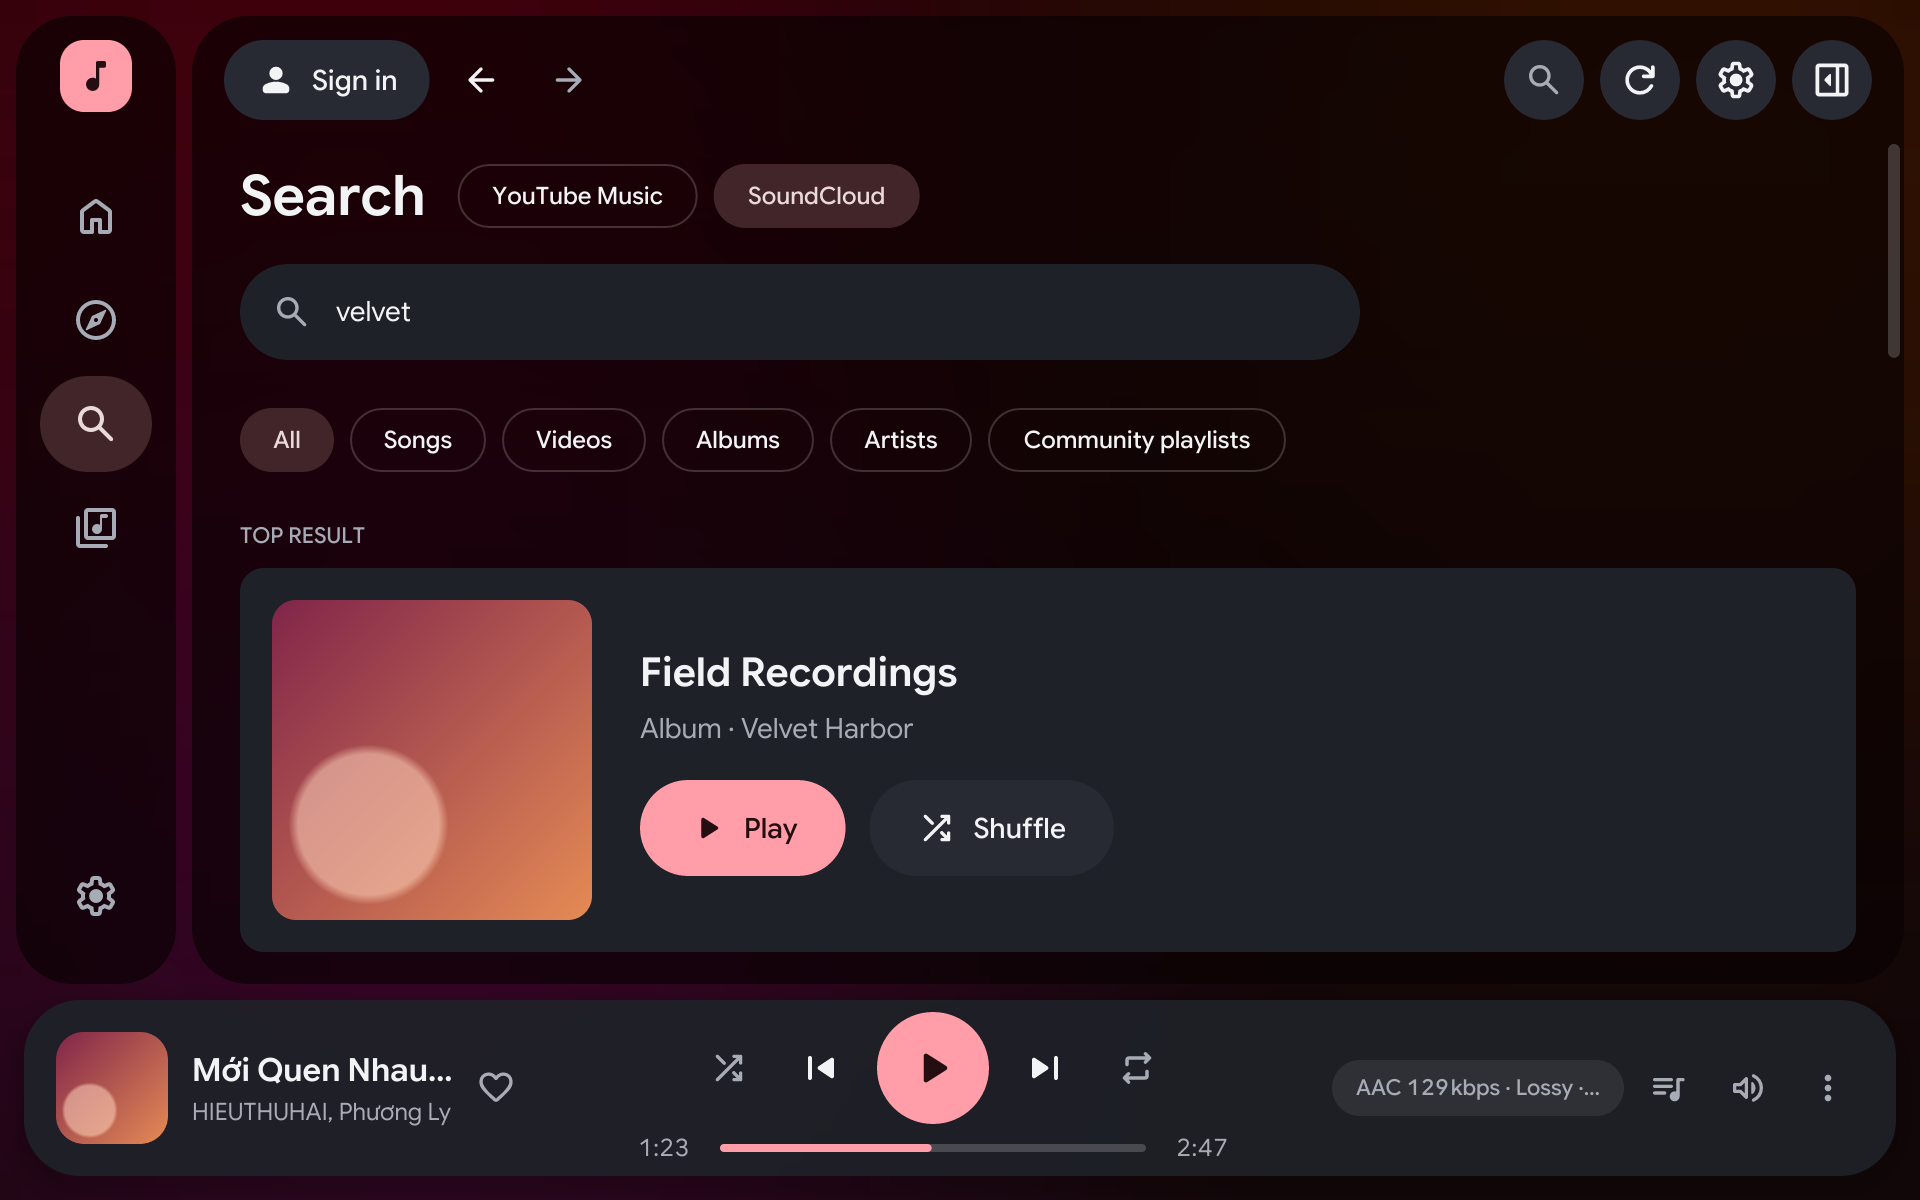 Sign in
Search
YouTube Music
SoundCloud
velvet
All
Songs
Videos
Albums
Artists
Community playlists
TOP RESULT
Field Recordings
Album · Velvet Harbor
Play
Shuffle
Mới Quen Nhau...
HIEUTHUHAI, Phương Ly
1:23
2:47
AAC 129kbps · Lossy ·...